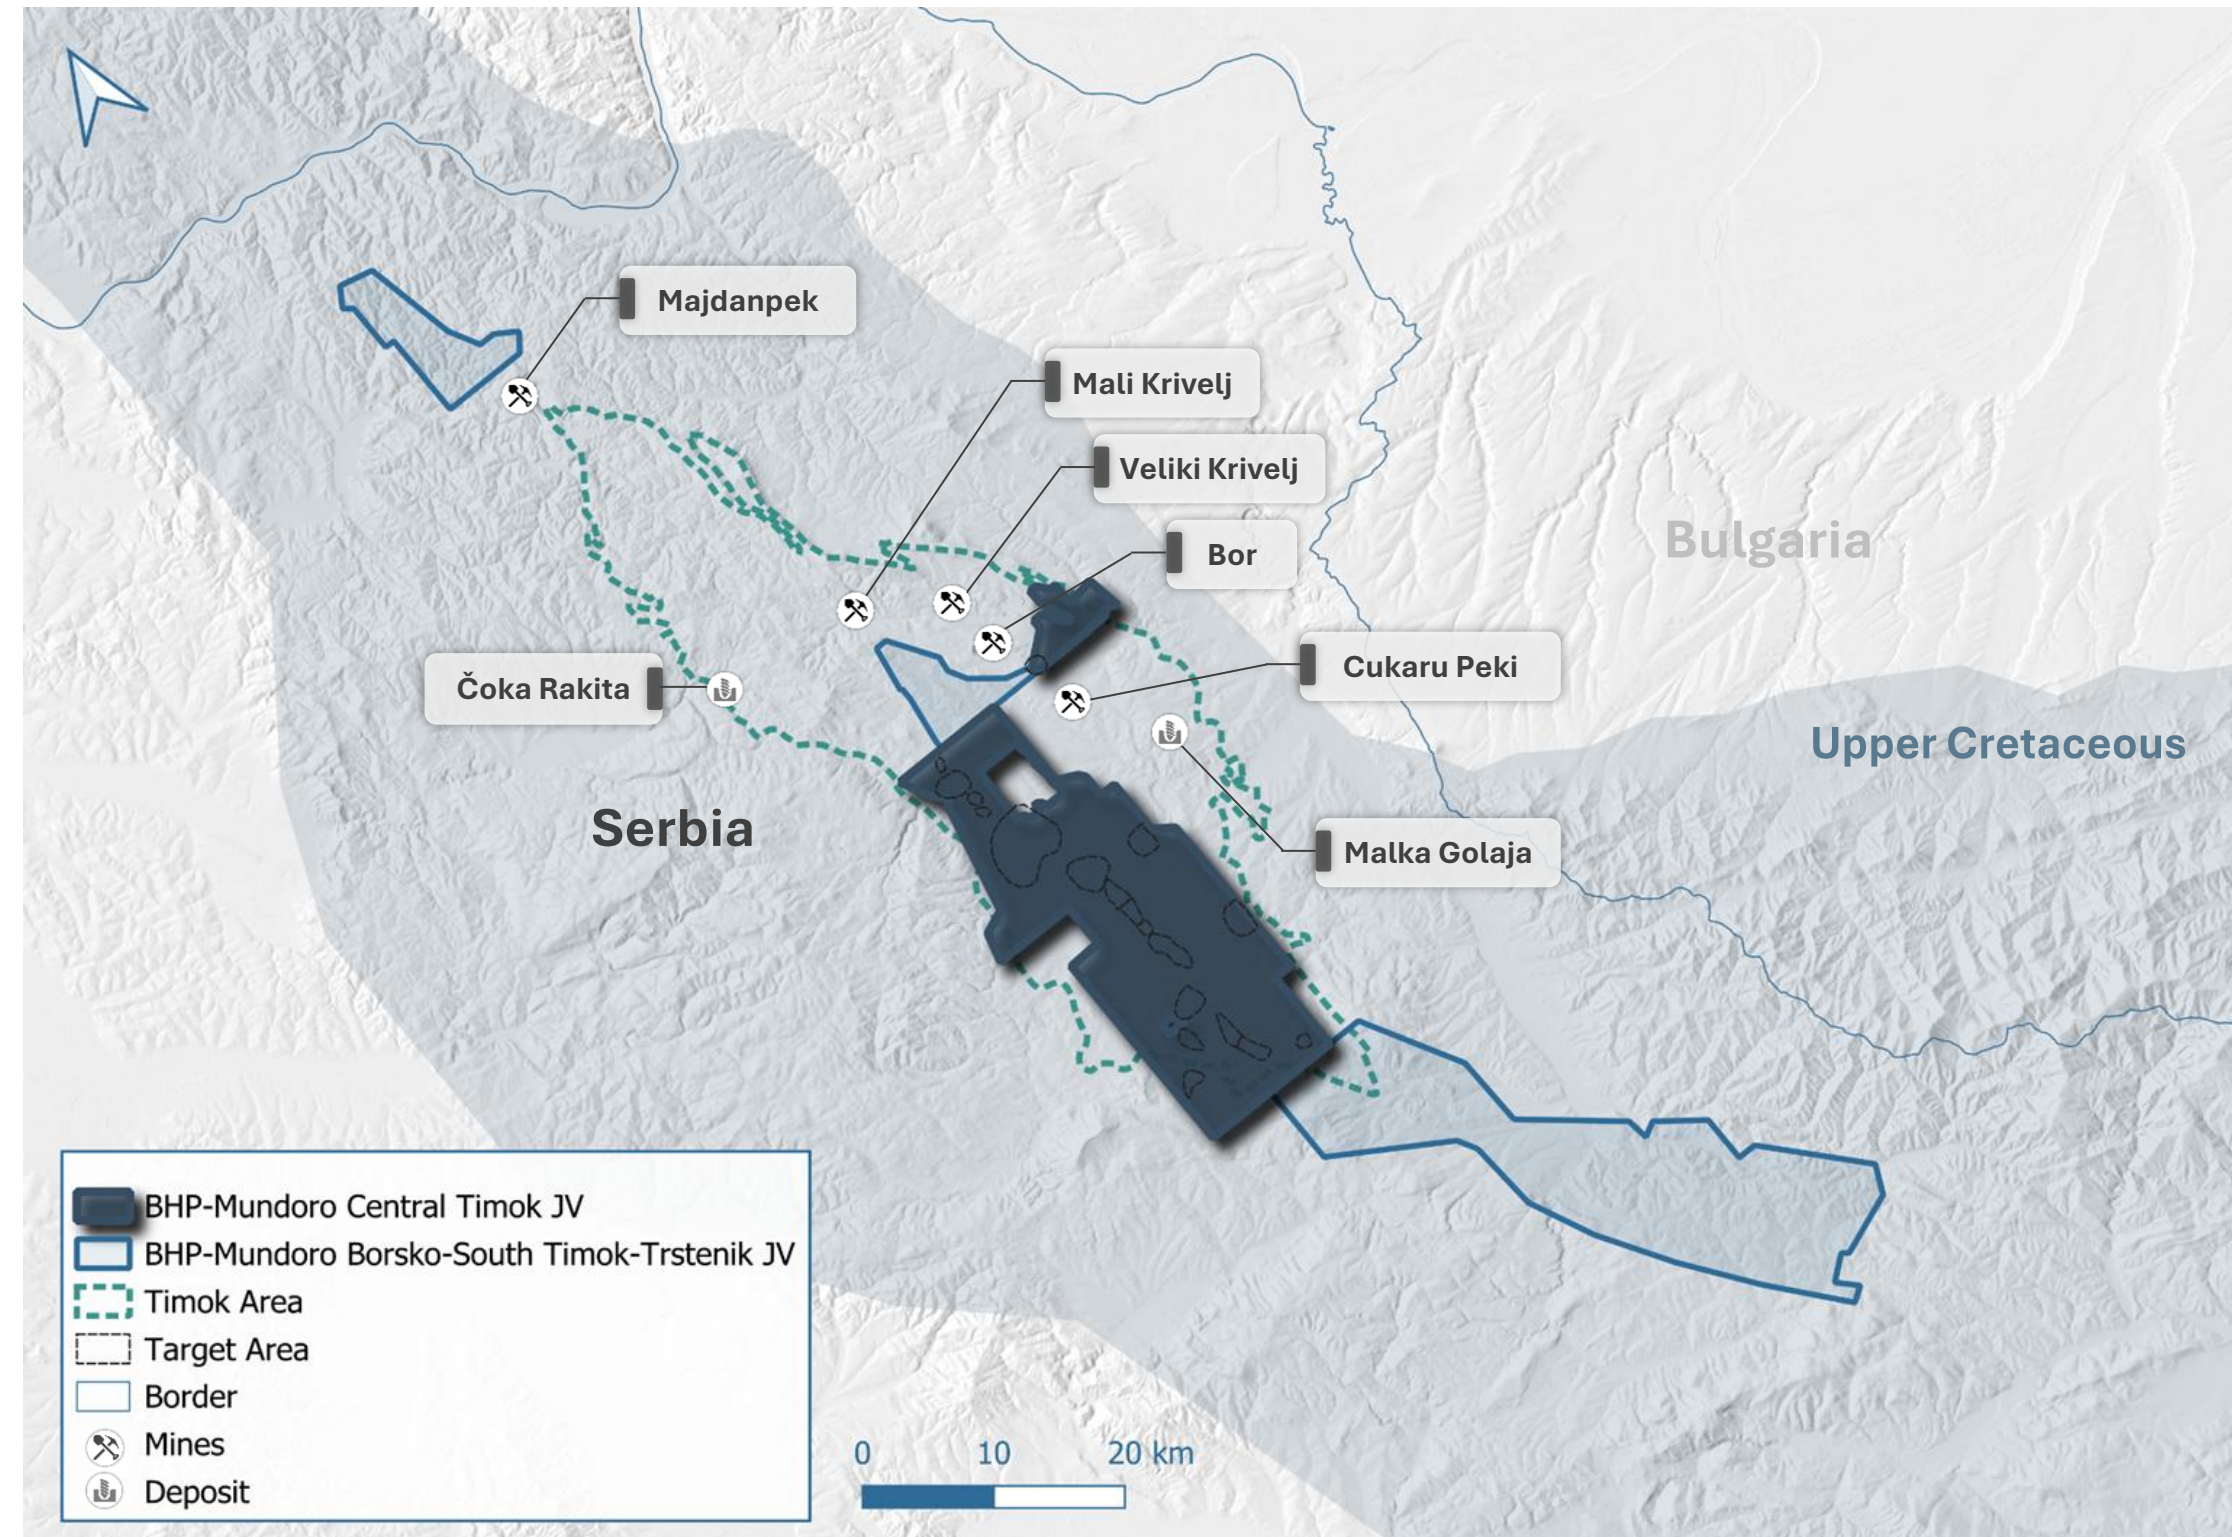 Majdanpek
Mali Krivelj
Veliki Krivelj
Bulgaria
Bor
Cukaru Peki
Čoka Rakita
Upper Cretaceous
Serbia
Malka Golaja
BHP-Mundoro Central Timok JV
BHP-Mundoro Borsko-South Timok-Trstenik JV
Timok Area
Target Area
Border
Mines
Deposit
0 10 20 km